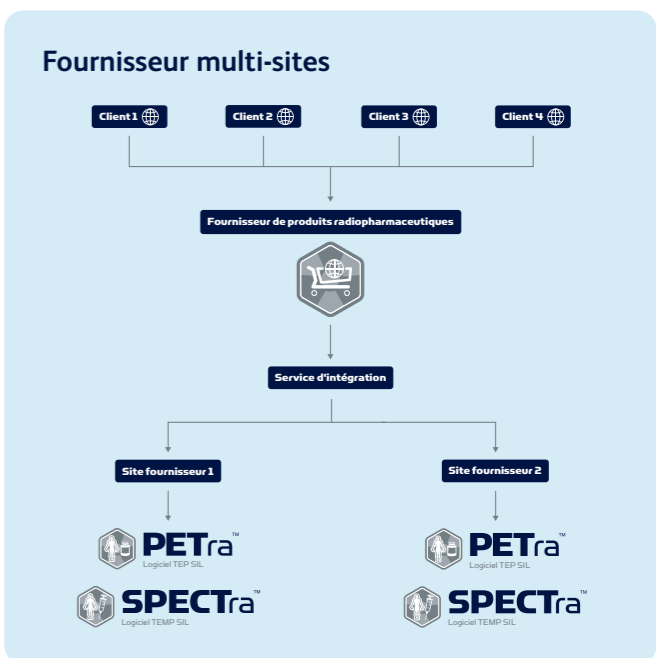 Fournisseur multi-sites
Client 1
Client 2
Client 3
Client 4
Fournisseur de produits radiopharmaceutiques
Service d'intégration
Site fournisseur 1
Site fournisseur 2
PETra™
Logiciel TEP SIL
PETra™
Logiciel TEP SIL
SPECTra™
Logiciel TEMP SIL
SPECTra™
Logiciel TEMP SIL